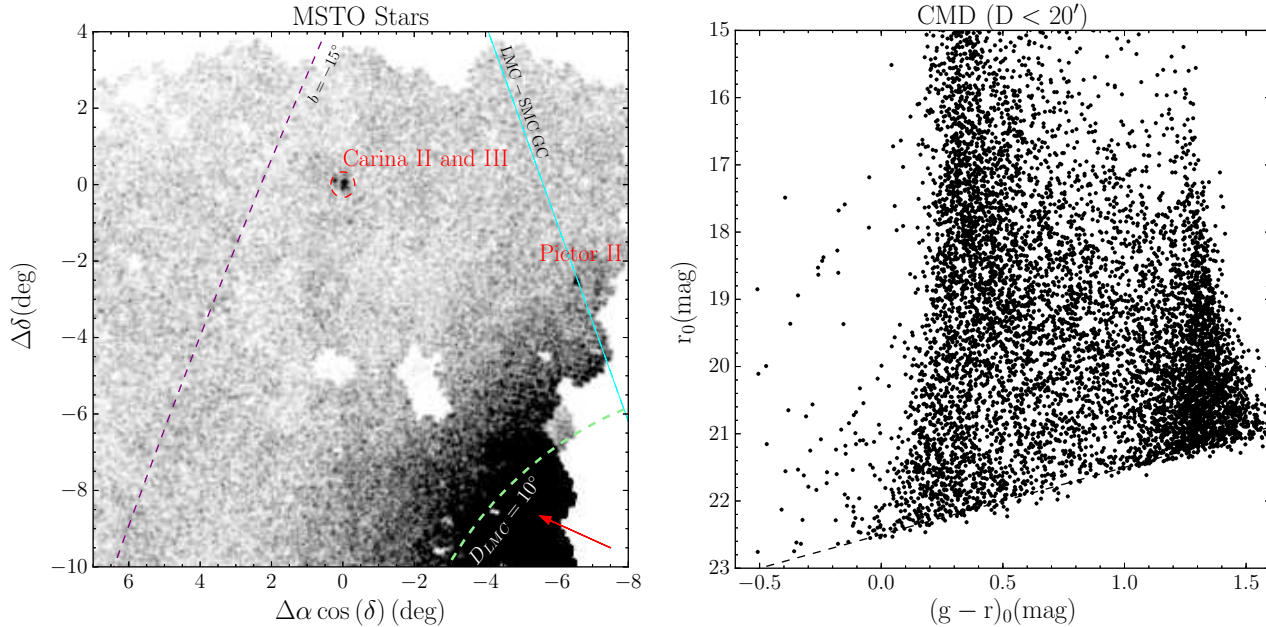 MSTO Stars
4
2
0
−2
−4
−6
−8
−10
Δδ(deg)
6
4
2
0
−2
−4
−6
−8
Δα cos (δ) (deg)
b = −15°
LMC − SMC GC
Carina II and III
Pictor II
D_LMC = 10°
CMD (D < 20′)
15
16
17
18
19
20
21
22
23
r₀(mag)
−0.5
0.0
0.5
1.0
1.5
(g − r)₀(mag)